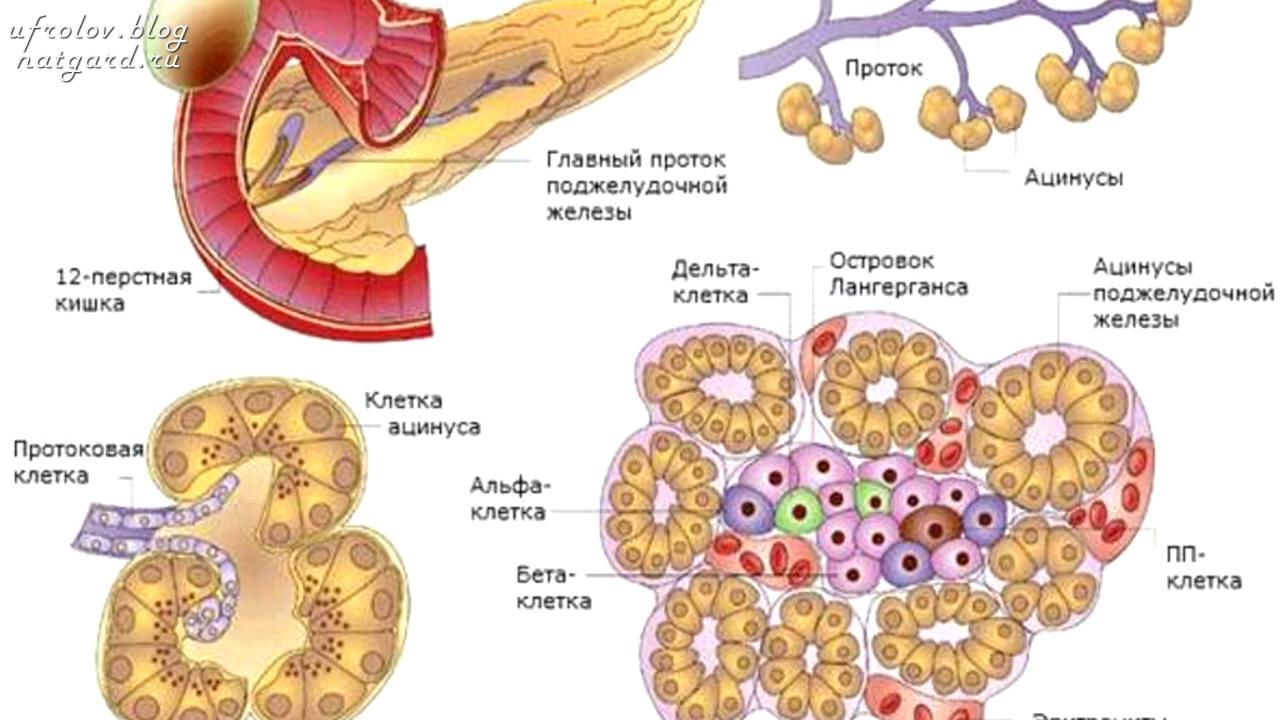 ufrolov.blog
natgard.ru
Проток
Главный проток
поджелудочной
железы
Ацинусы
12-перстная
кишка
Дельта-
клетка
Островок
Лангерганса
Ацинусы
поджелудочной
железы
Клетка
ацинуса
Протоковая
клетка
Альфа-
клетка
Бета-
клетка
ПП-
клетка